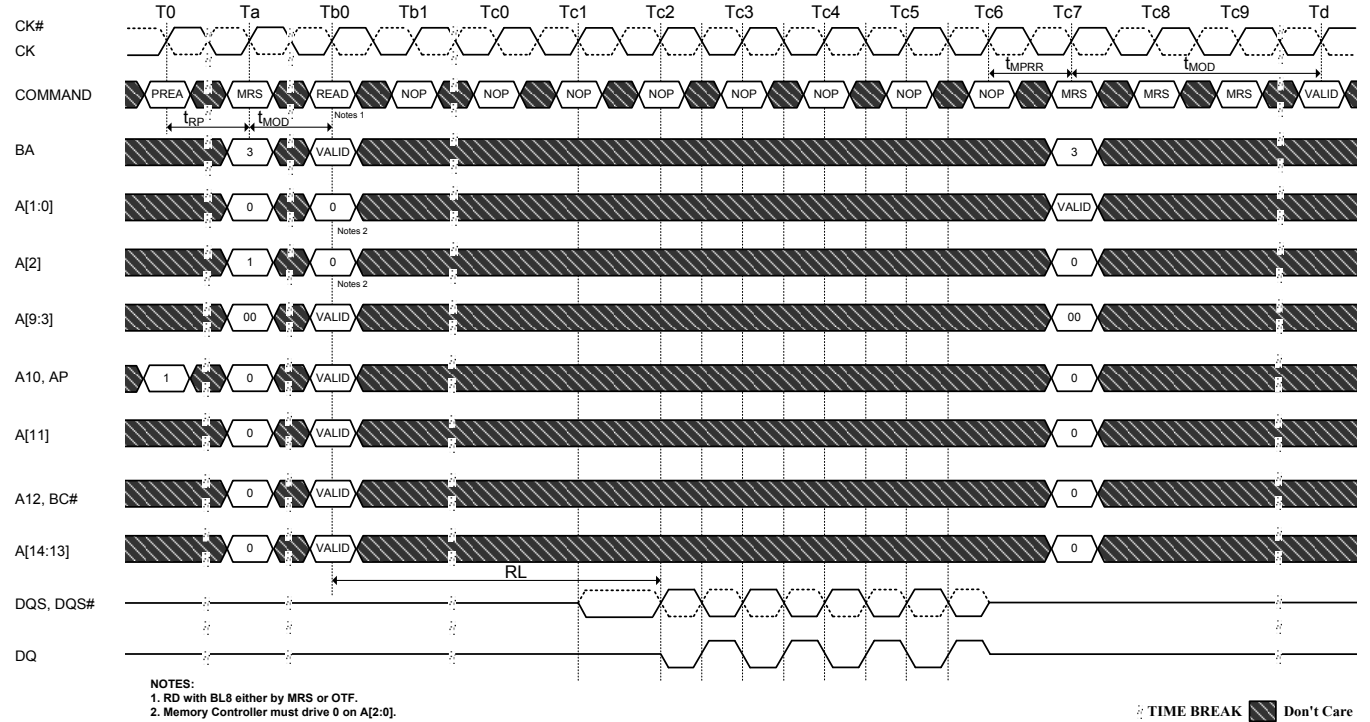 T0 Ta Tb0 Tb1 Tc0 Tc1 Tc2 Tc3 Tc4 Tc5 Tc6 Tc7 Tc8 Tc9 Td
CK#
CK
tMPRR tMOD
COMMAND PREA MRS READ NOP NOP NOP NOP NOP NOP NOP NOP MRS MRS MRS VALID
tRP tMOD Notes 1
BA 3 VALID 3
A[1:0] 0 0 VALID
Notes 2
A[2] 1 0 0
Notes 2
A[9:3] 00 VALID 00
A10, AP 1 0 VALID 0
A[11] 0 VALID 0
A12, BC# 0 VALID 0
A[14:13] 0 VALID 0
RL
DQS, DQS#
DQ
NOTES:
1. RD with BL8 either by MRS or OTF.
2. Memory Controller must drive 0 on A[2:0].
TIME BREAK Don't Care